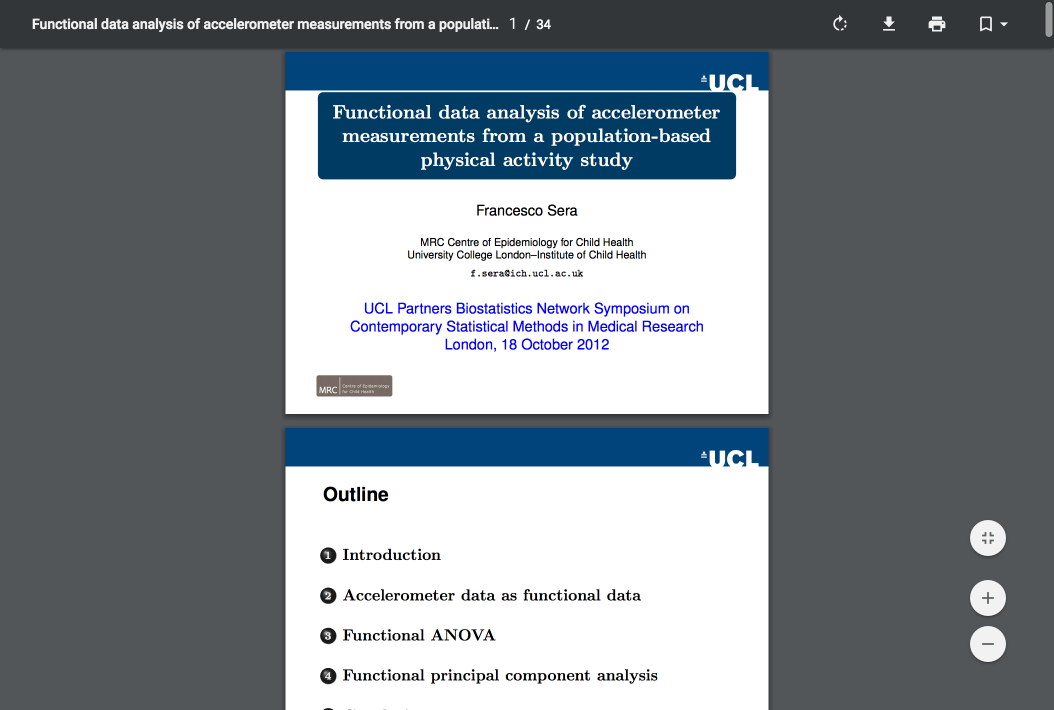 Functional data analysis of accelerometer measurements from a populati... 1 / 34
UCL
Functional data analysis of accelerometer
measurements from a population-based
physical activity study
Francesco Sera
MRC Centre of Epidemiology for Child Health
University College London–Institute of Child Health
f.sera@ich.ucl.ac.uk
UCL Partners Biostatistics Network Symposium on
Contemporary Statistical Methods in Medical Research
London, 18 October 2012
MRC Centre of Epidemiology
for Child Health
UCL
Outline
1 Introduction
2 Accelerometer data as functional data
3 Functional ANOVA
4 Functional principal component analysis